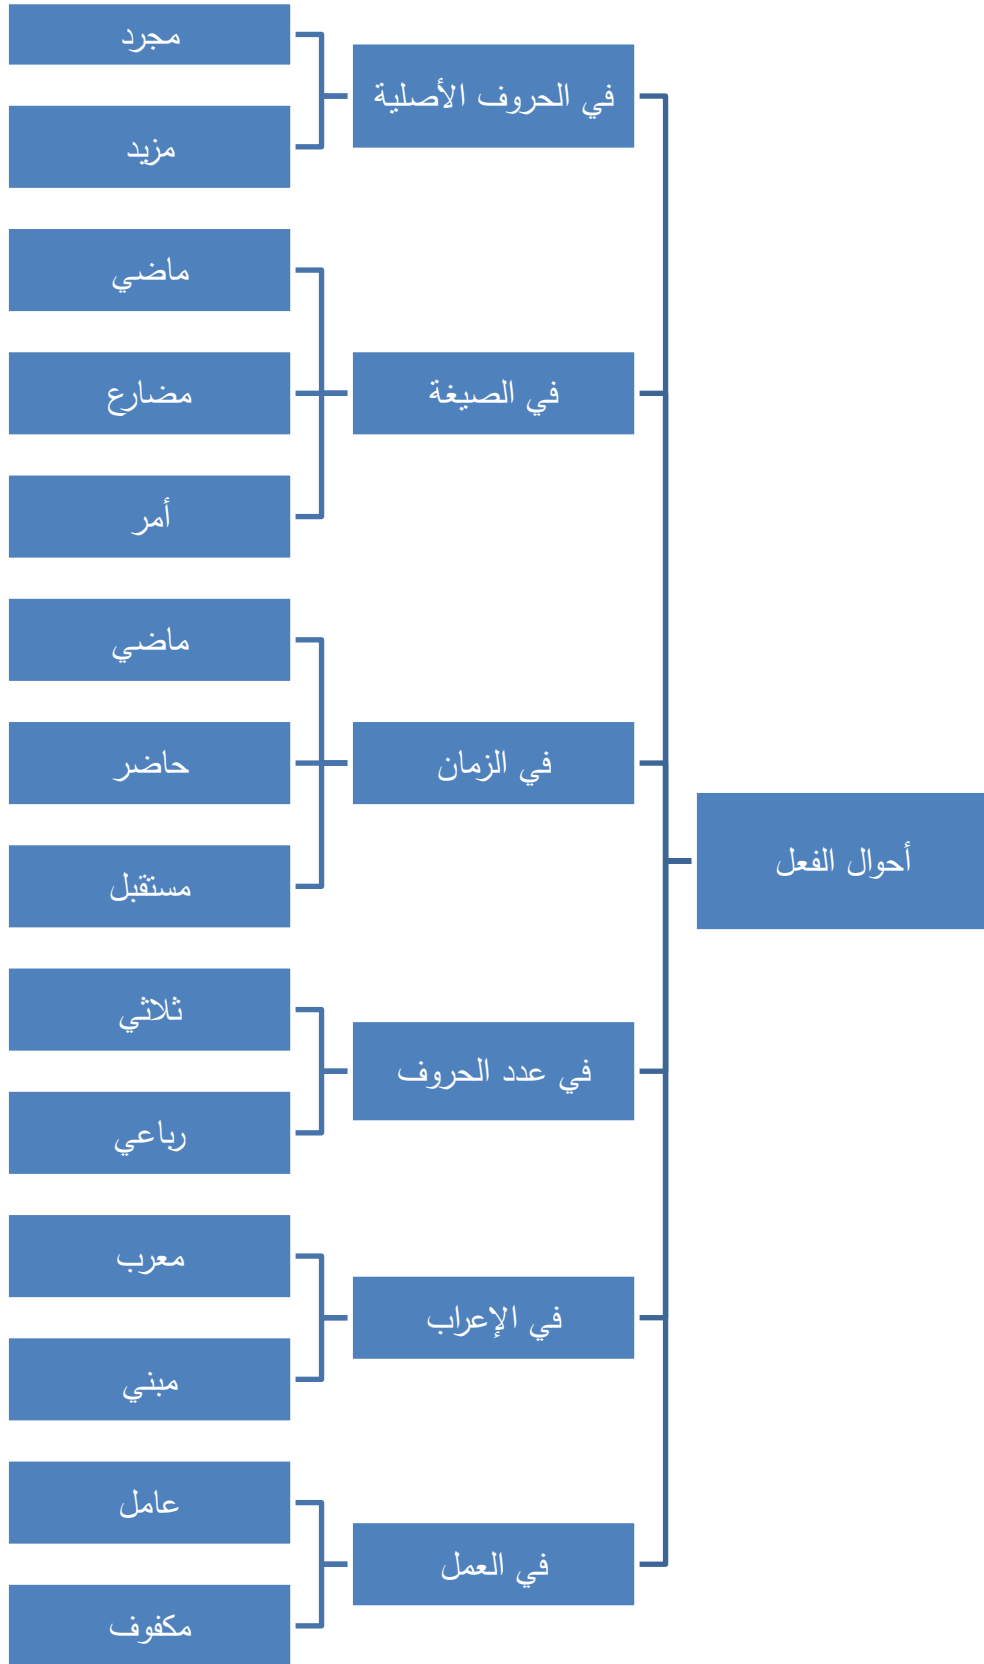 أحوال الفعل
في الحروف الأصلية
مجرد
مزيد
في الصيغة
ماضي
مضارع
أمر
في الزمان
ماضي
حاضر
مستقبل
في عدد الحروف
ثلاثي
رباعي
في الإعراب
معرب
مبني
في العمل
عامل
مكفوف